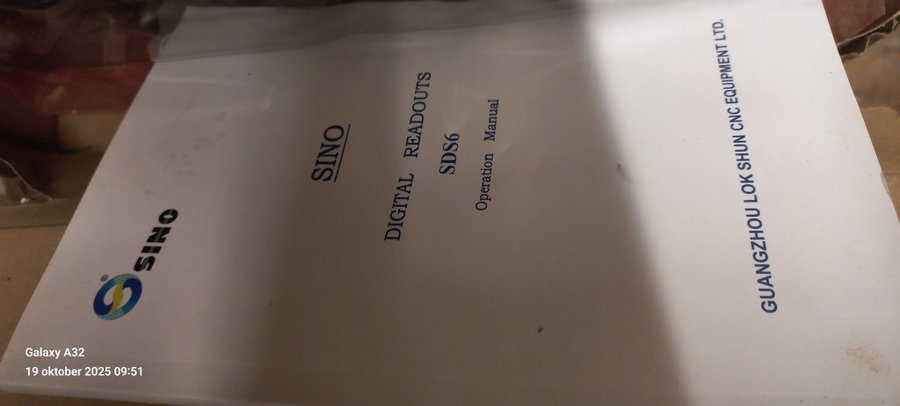 SINO
SINO
DIGITAL READOUTS
SDS6
Operation Manual
GUANGZHOU LOK SHUN CNC EQUIPMENT LTD.
Galaxy A32
19 oktober 2025 09:51